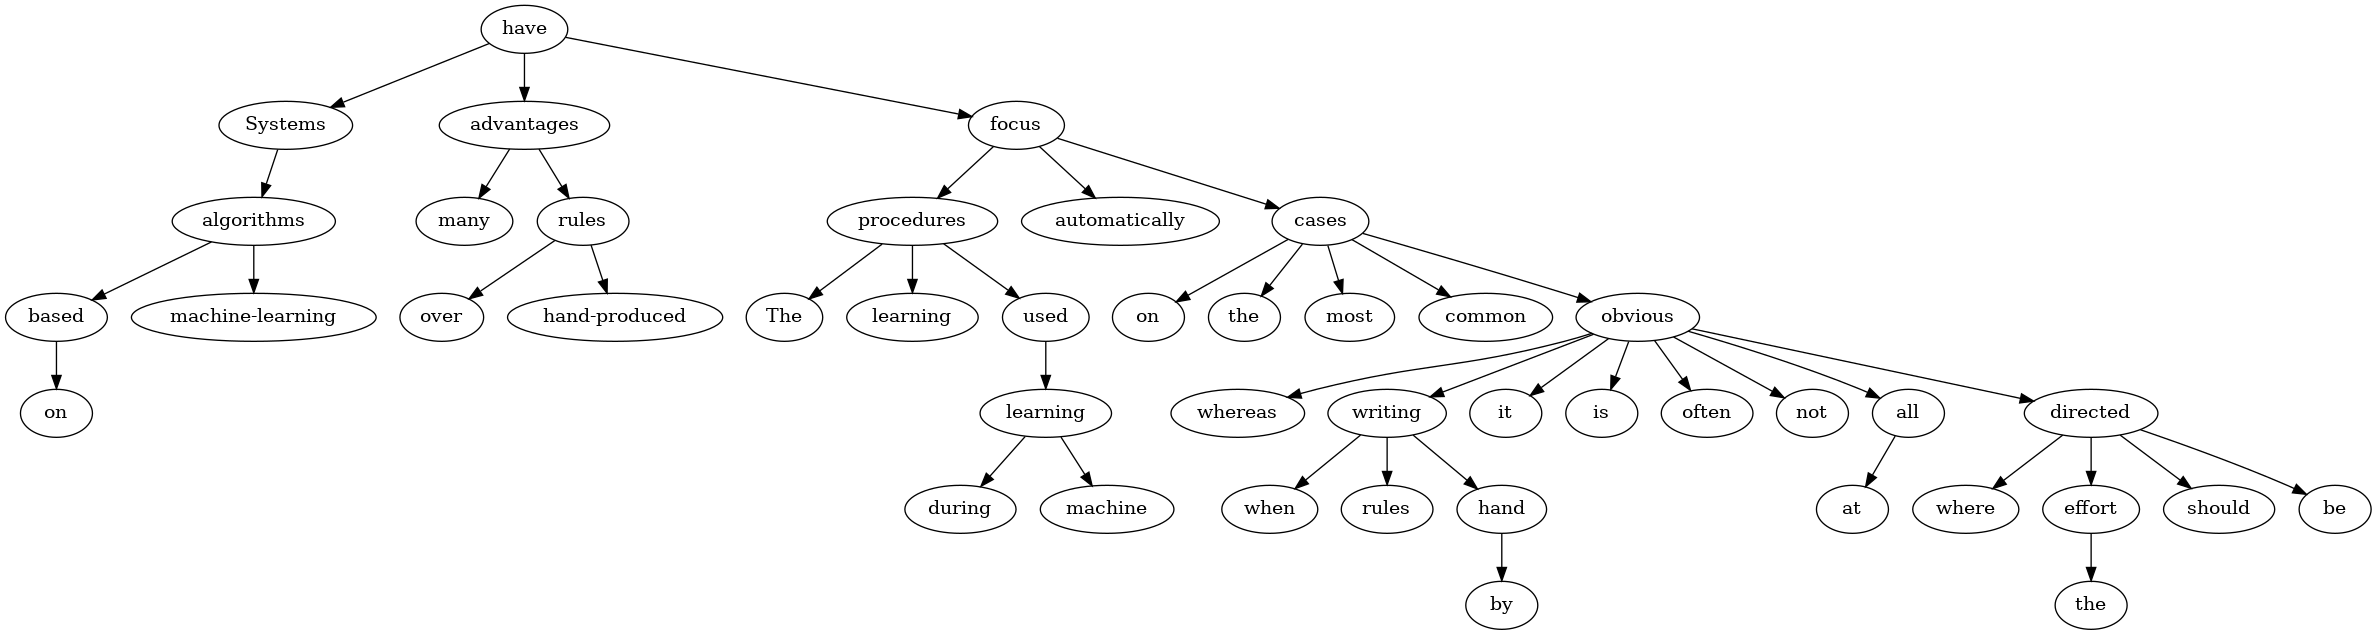 have
Systems advantages focus
algorithms many rules procedures automatically cases
based machine-learning over hand-produced The learning used on the most common obvious
on learning whereas writing it is often not all directed
during machine when rules hand at where effort should be
by the